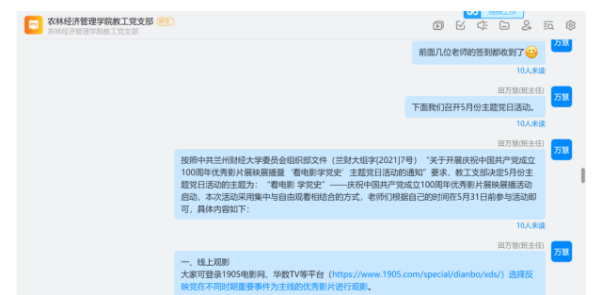 农林经济管理学院教工党支部
农林经济管理学院教工党支部
前面几位老师的签到都收到了
万慧
10人未读
田万慧(班主任)
下面我们召开5月份主题党日活动。
万慧
10人未读
田万慧(班主任)
万慧
按照中共兰州财经大学委员会组织部文件（兰财大组字[2021]7号）“关于开展庆祝中国共产党成立
100周年优秀影片展映展播暨‘看电影学党史’主题党日活动的通知”要求，教工支部决定5月份主
题党日活动的主题为：“看电影 学党史”——庆祝中国共产党成立100周年优秀影片展映展播活动
启动，本次活动采用集中与自由观看相结合的方式，老师们根据自己的时间在5月31日前参与活动即
可，具体内容如下：
10人未读
田万慧(班主任)
万慧
一、线上观影
大家可登录1905电影网、华数TV等平台（https://www.1905.com/special/dianbo/xds/）选择反
映党在不同时期重要事件为主线的优秀影片进行观影。